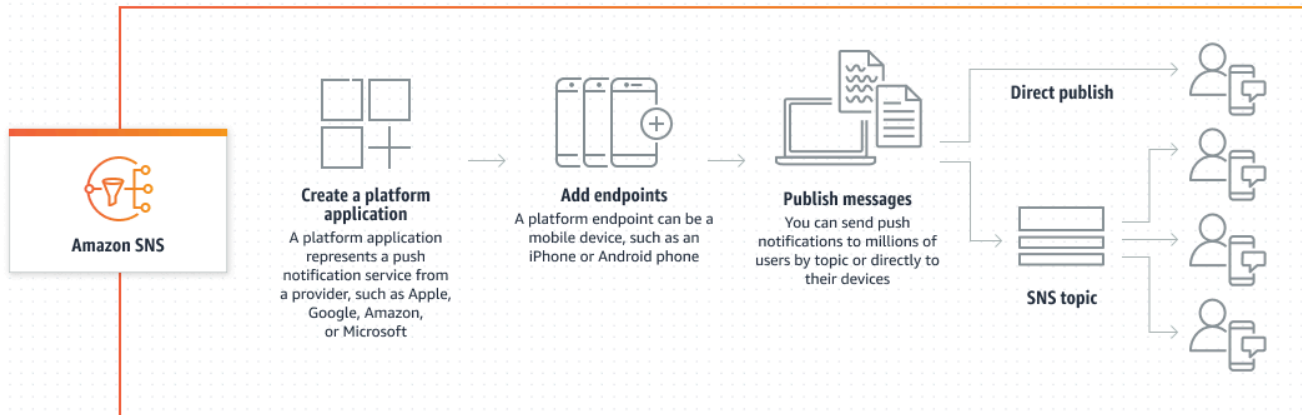 Amazon SNS
Create a platform
application
A platform application
represents a push
notification service from
a provider, such as Apple,
Google, Amazon,
or Microsoft
Add endpoints
A platform endpoint can be a
mobile device, such as an
iPhone or Android phone
Publish messages
You can send push
notifications to millions of
users by topic or directly to
their devices
Direct publish
SNS topic